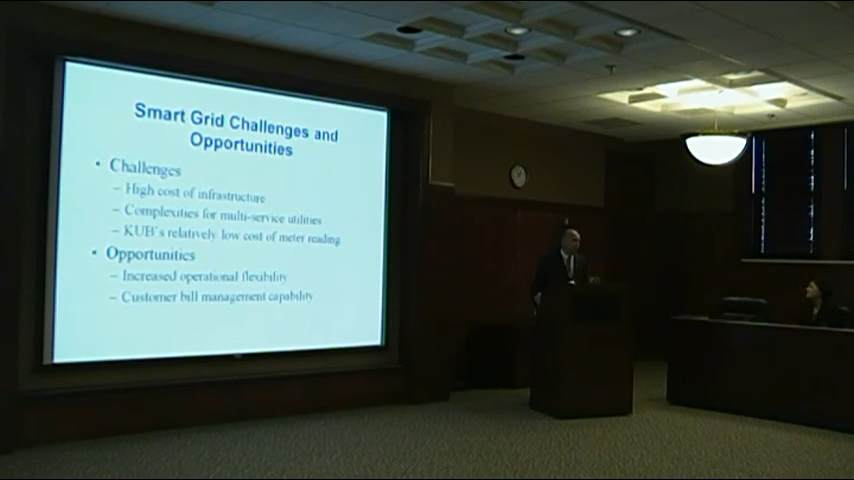 Smart Grid Challenges and
Opportunities
• Challenges
– High cost of infrastructure
– Complexities for multi-service utilities
– KUB's relatively low cost of meter reading
• Opportunities
– Increased operational flexibility
– Customer bill management capability